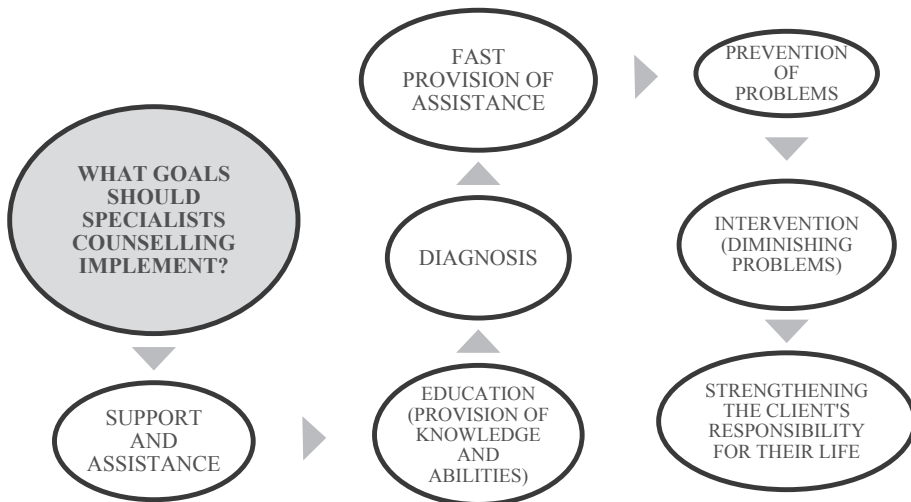 WHAT GOALS
SHOULD
SPECIALISTS
COUNSELLING
IMPLEMENT?
SUPPORT
AND
ASSISTANCE
EDUCATION
(PROVISION OF
KNOWLEDGE
AND
ABILITIES)
DIAGNOSIS
FAST
PROVISION OF
ASSISTANCE
PREVENTION
OF
PROBLEMS
INTERVENTION
(DIMINISHING
PROBLEMS)
STRENGTHENING
THE CLIENT'S
RESPONSIBILITY
FOR THEIR LIFE